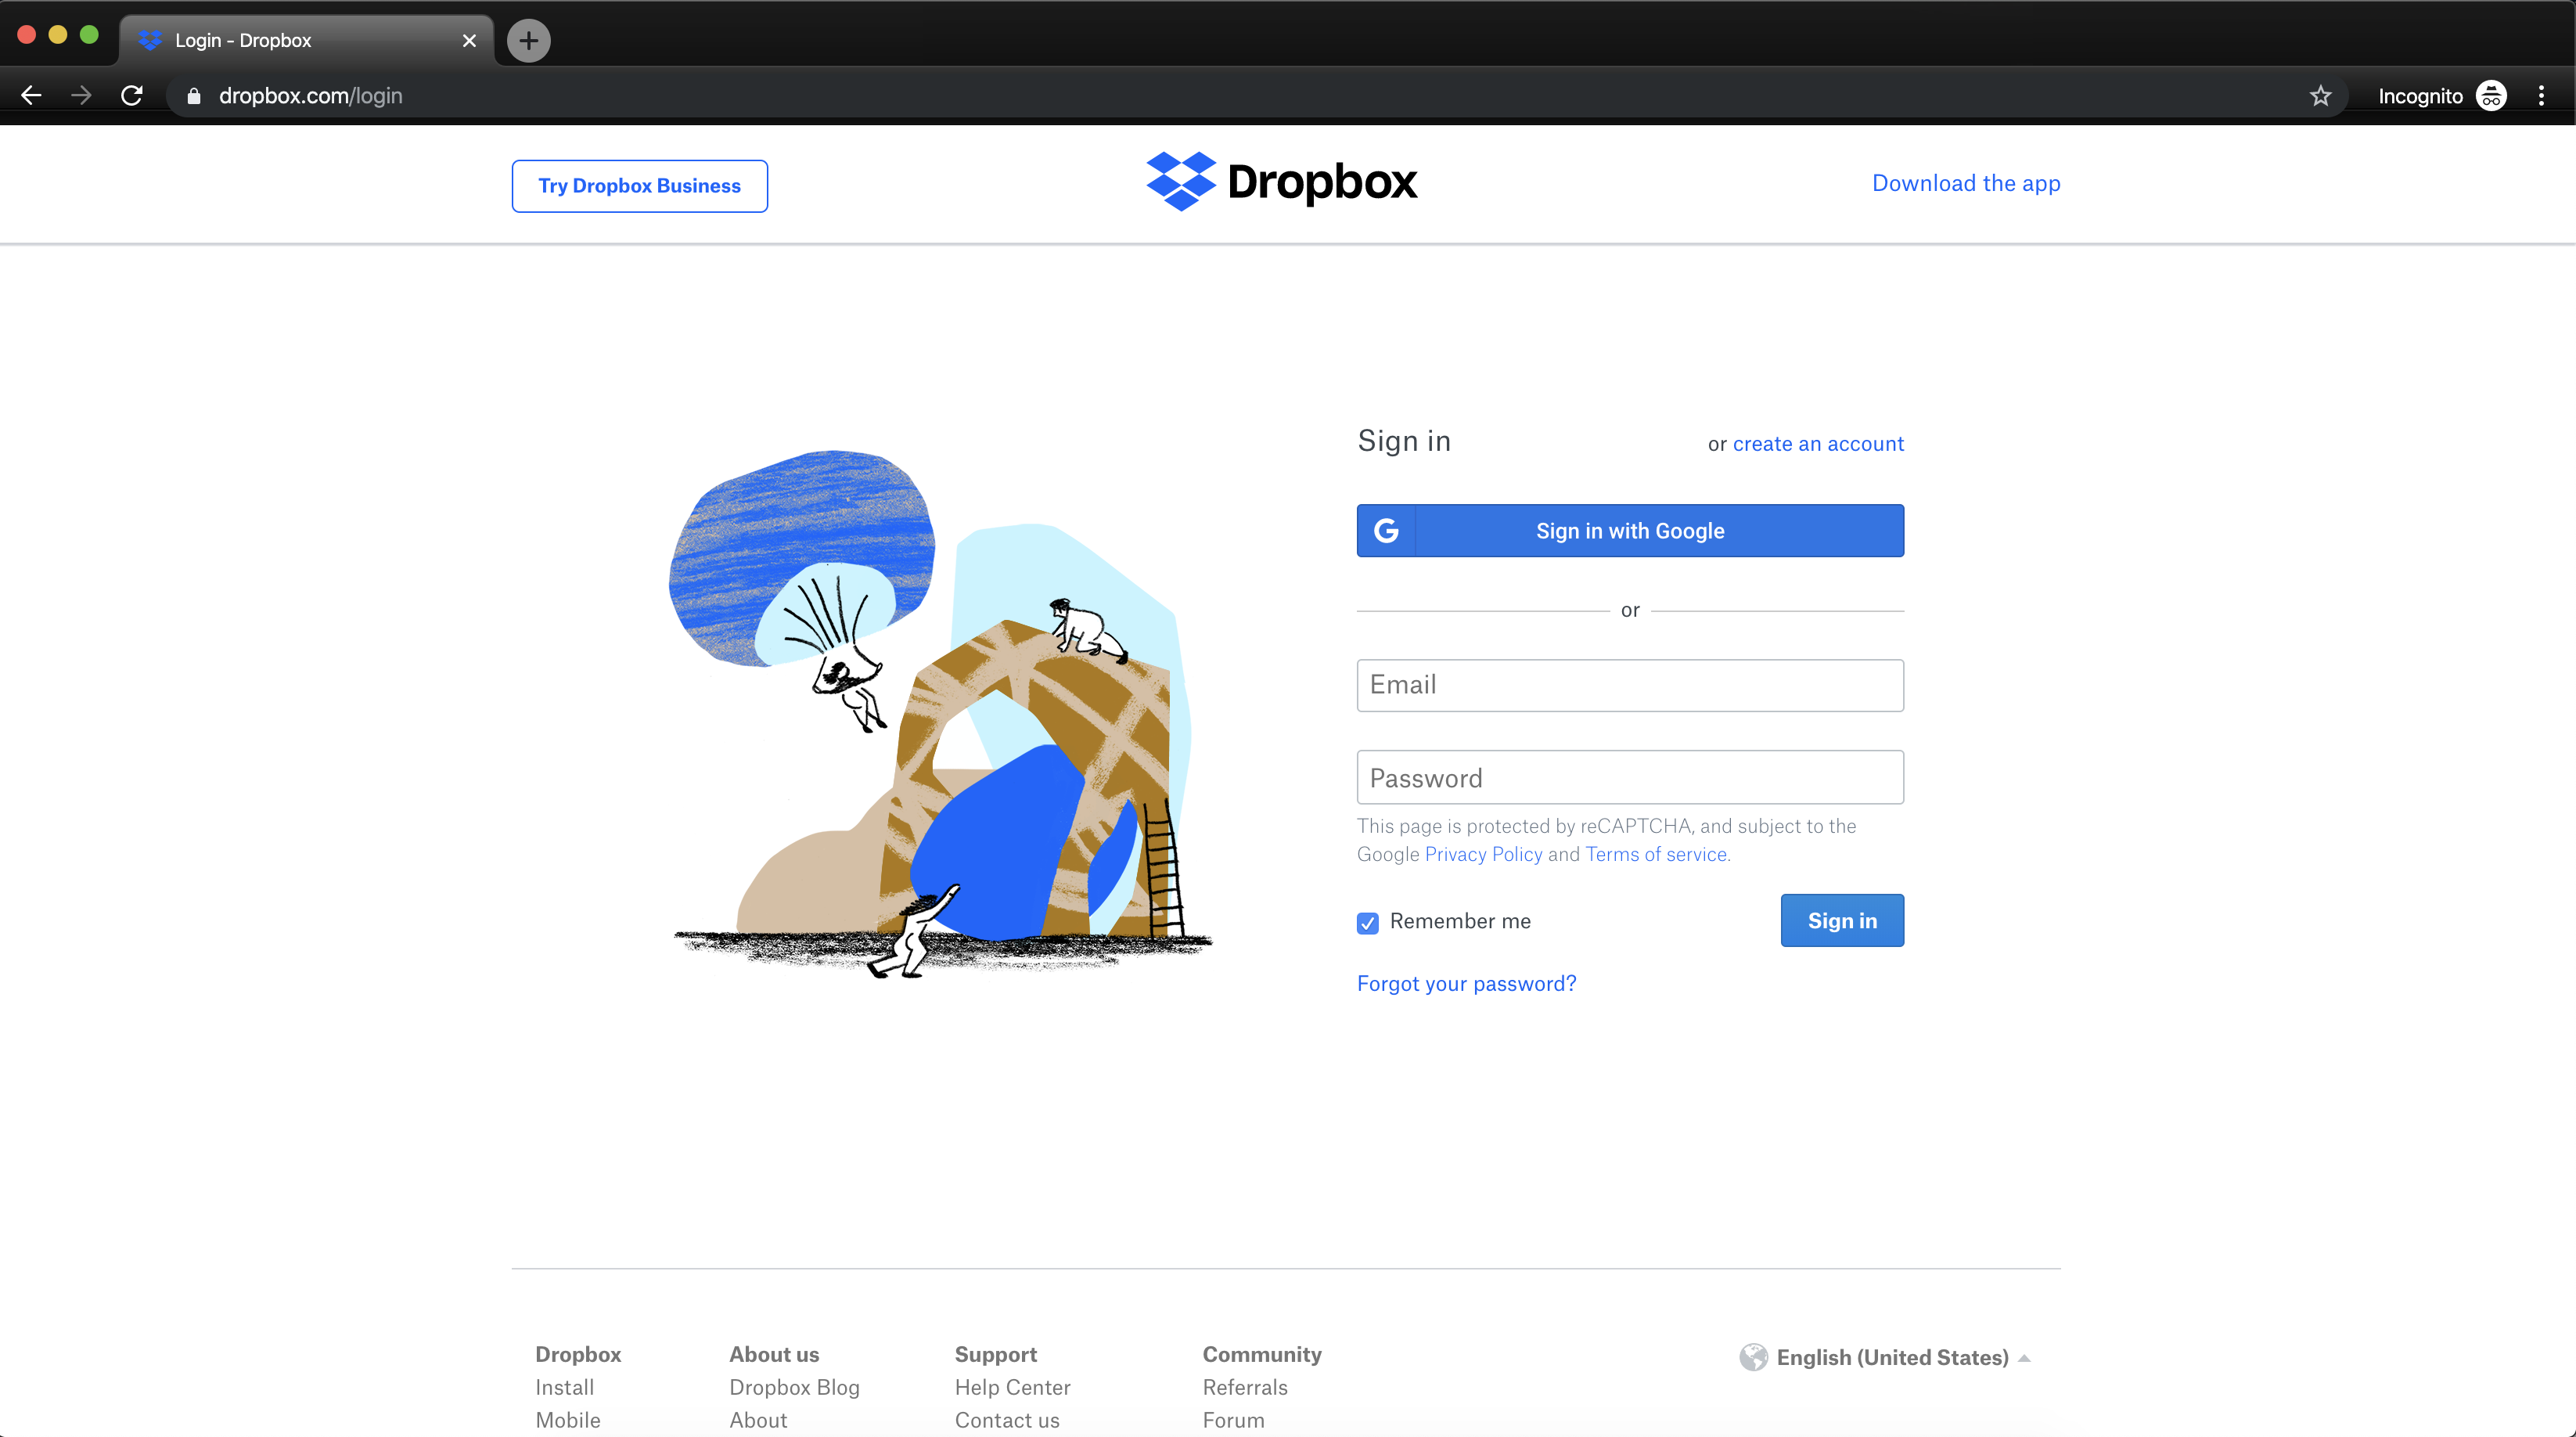 Login - Dropbox
dropbox.com/login
Incognito
Try Dropbox Business
Dropbox
Download the app
Sign in
or create an account
G
Sign in with Google
or
Email
Password
This page is protected by reCAPTCHA, and subject to the
Google Privacy Policy and Terms of service.
Remember me
Sign in
Forgot your password?
Dropbox
Install
Mobile
About us
Dropbox Blog
About
Support
Help Center
Contact us
Community
Referrals
Forum
English (United States)